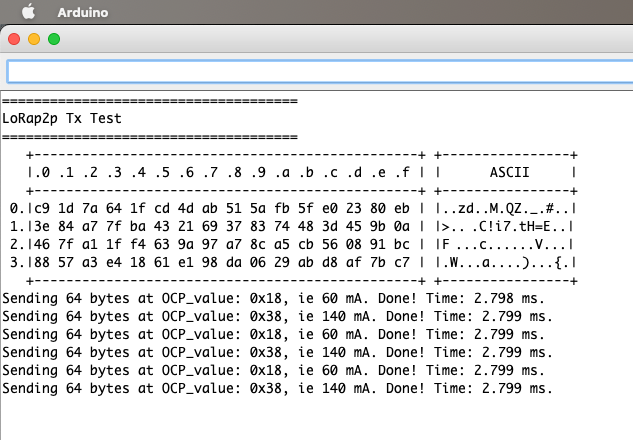 Arduino
=====================================
LoRap2p Tx Test
=====================================
   +------------------------------------------------+ +----------------+
   |.0 .1 .2 .3 .4 .5 .6 .7 .8 .9 .a .b .c .d .e .f | |      ASCII     |
   +------------------------------------------------+ +----------------+
 0.|c9 1d 7a 64 1f cd 4d ab 51 5a fb 5f e0 23 80 eb | |..zd..M.QZ._.#..|
 1.|3e 84 a7 7f ba 43 21 69 37 83 74 48 3d 45 9b 0a | |>... .C!i7.tH=E..|
 2.|46 7f a1 1f f4 63 9a 97 a7 8c a5 cb 56 08 91 bc | |F ...c......V...|
 3.|88 57 a3 e4 18 61 e1 98 da 06 29 ab d8 af 7b c7 | |.W...a....)...{.|
   +------------------------------------------------+ +----------------+
Sending 64 bytes at OCP_value: 0x18, ie 60 mA. Done! Time: 2.798 ms.
Sending 64 bytes at OCP_value: 0x38, ie 140 mA. Done! Time: 2.799 ms.
Sending 64 bytes at OCP_value: 0x18, ie 60 mA. Done! Time: 2.799 ms.
Sending 64 bytes at OCP_value: 0x38, ie 140 mA. Done! Time: 2.799 ms.
Sending 64 bytes at OCP_value: 0x18, ie 60 mA. Done! Time: 2.799 ms.
Sending 64 bytes at OCP_value: 0x38, ie 140 mA. Done! Time: 2.799 ms.